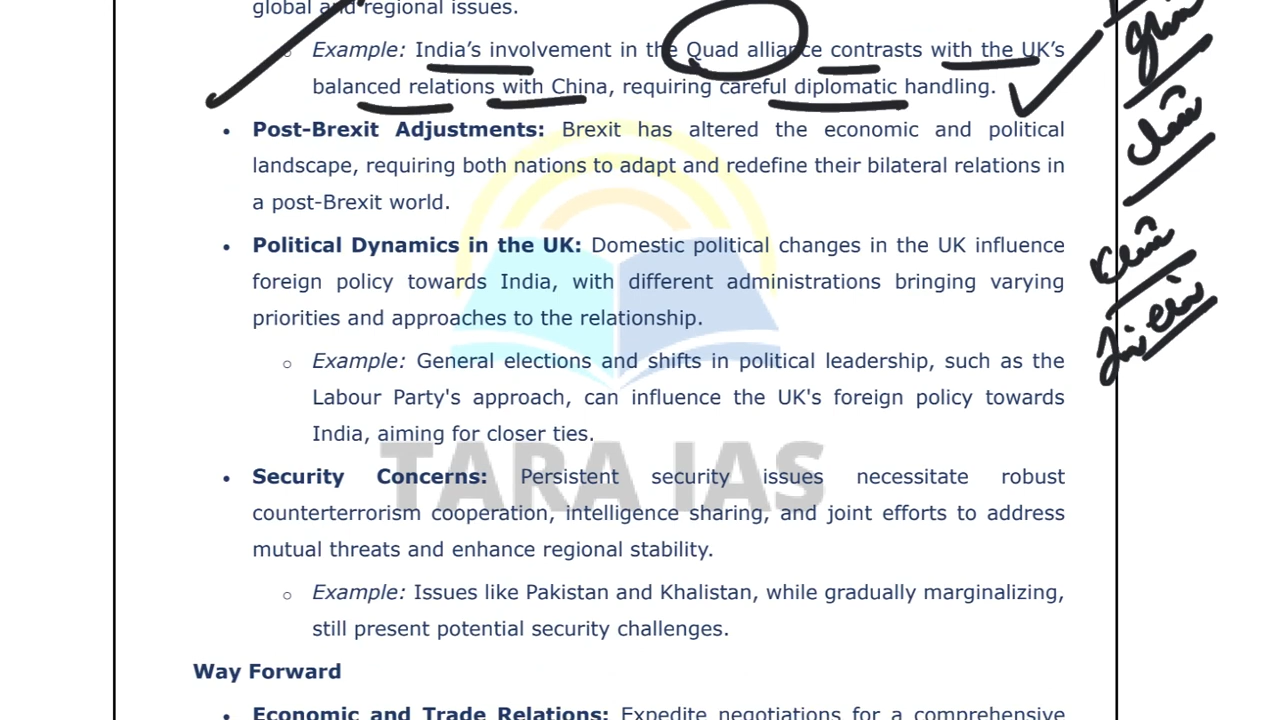 global and regional issues.
o Example: India’s involvement in the Quad alliance contrasts with the UK’s
balanced relations with China, requiring careful diplomatic handling.
• Post-Brexit Adjustments: Brexit has altered the economic and political
landscape, requiring both nations to adapt and redefine their bilateral relations in
a post-Brexit world.
• Political Dynamics in the UK: Domestic political changes in the UK influence
foreign policy towards India, with different administrations bringing varying
priorities and approaches to the relationship.
o Example: General elections and shifts in political leadership, such as the
Labour Party's approach, can influence the UK's foreign policy towards
India, aiming for closer ties.
TARA IAS
• Security Concerns: Persistent security issues necessitate robust
counterterrorism cooperation, intelligence sharing, and joint efforts to address
mutual threats and enhance regional stability.
o Example: Issues like Pakistan and Khalistan, while gradually marginalizing,
still present potential security challenges.
Way Forward
• Economic and Trade Relations: Expedite negotiations for a comprehensive